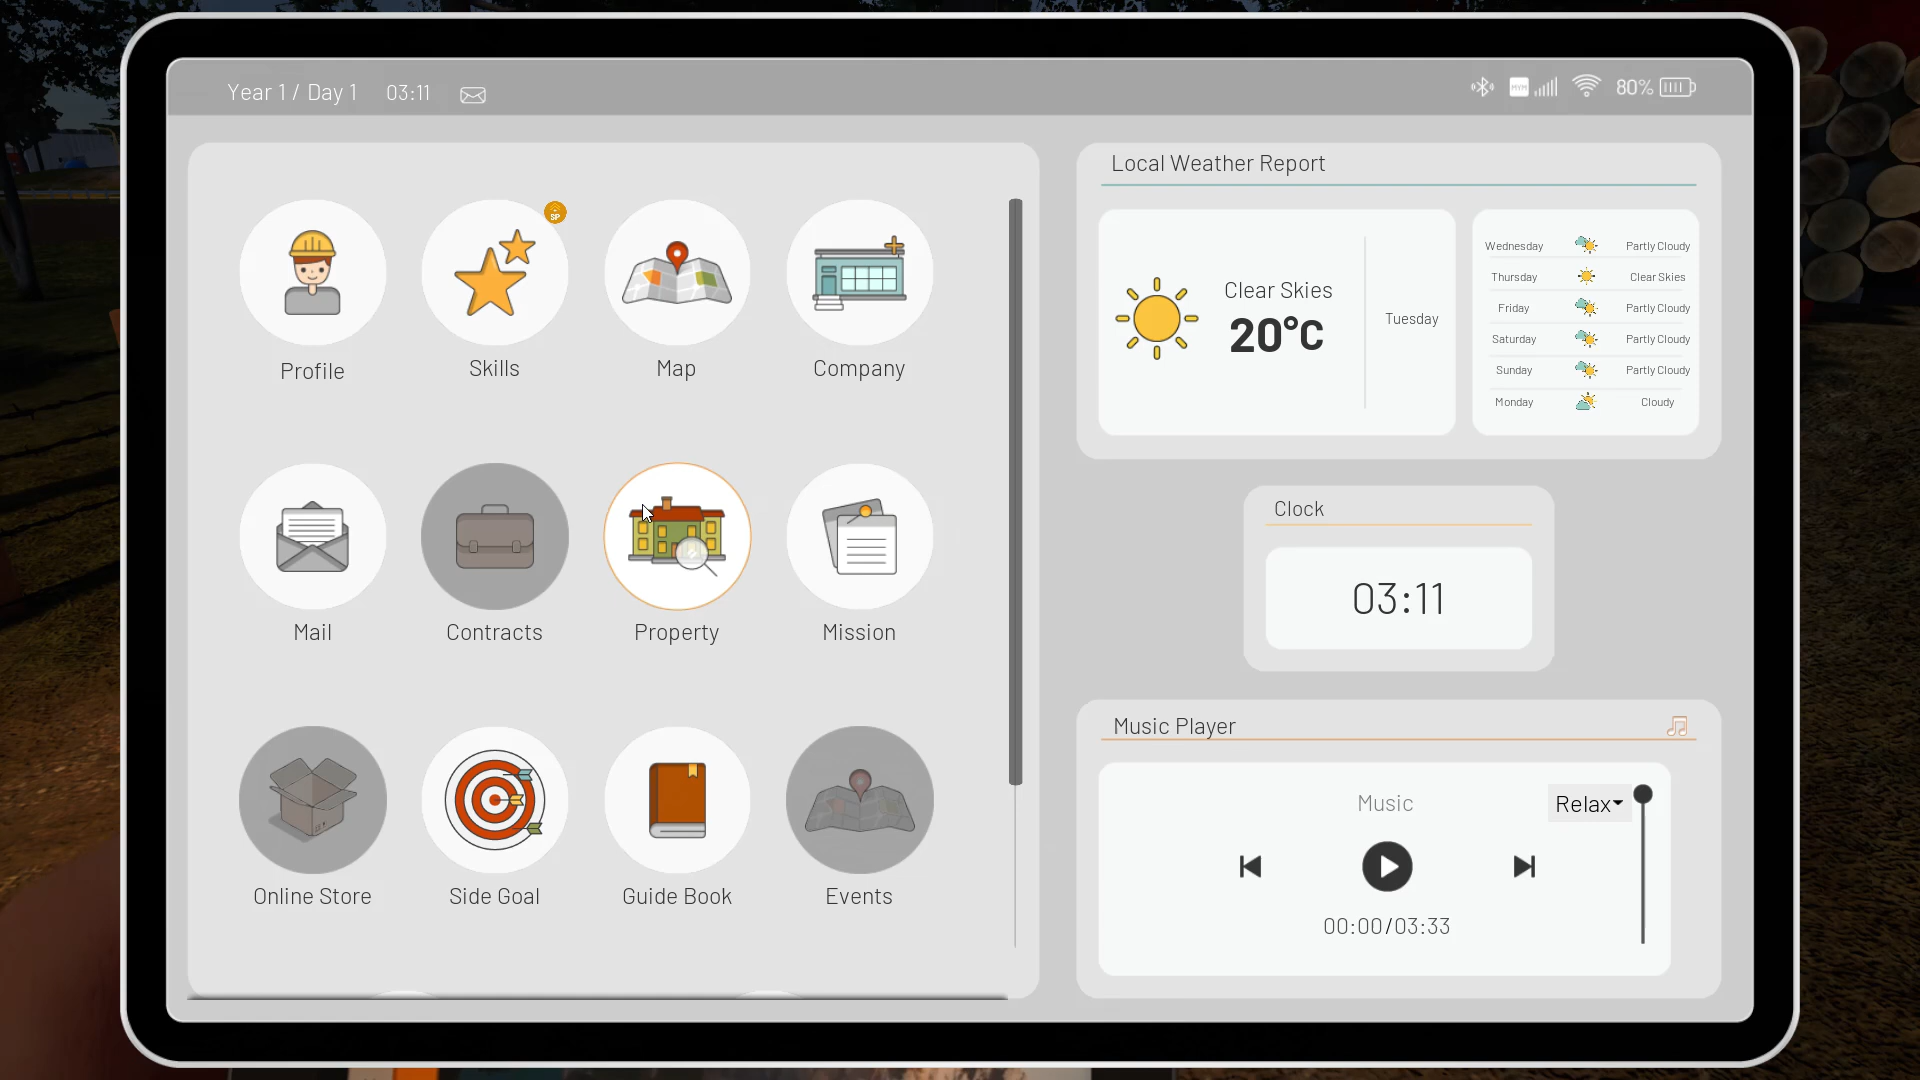 Year 1 / Day 1 03:11
MYM 80%
SP
Profile Skills Map Company
Mail Contracts Property Mission
Online Store Side Goal Guide Book Events
Local Weather Report
Clear Skies
20°C
Tuesday
Wednesday Partly Cloudy
Thursday Clear Skies
Friday Partly Cloudy
Saturday Partly Cloudy
Sunday Partly Cloudy
Monday Cloudy
Clock
03:11
Music Player
Music
Relax
00:00/03:33